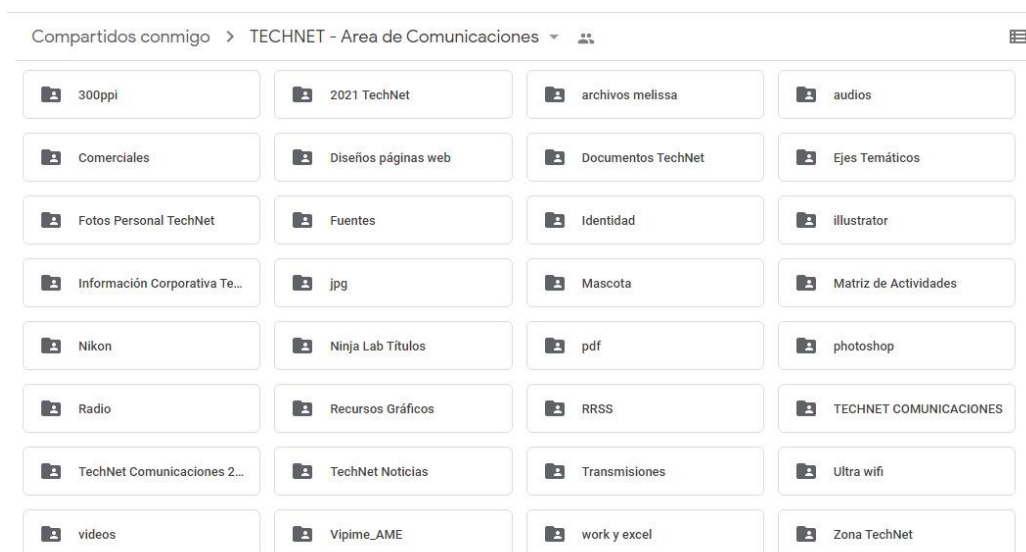 Compartidos conmigo > TECHNET - Area de Comunicaciones
300ppi
2021 TechNet
archivos melissa
audios
Comerciales
Diseños páginas web
Documentos TechNet
Ejes Temáticos
Fotos Personal TechNet
Fuentes
Identidad
illustrator
Información Corporativa Te...
jpg
Mascota
Matriz de Actividades
Nikon
Ninja Lab Títulos
pdf
photoshop
Radio
Recursos Gráficos
RRSS
TECHNET COMUNICACIONES
TechNet Comunicaciones 2...
TechNet Noticias
Transmisiones
Ultra wifi
videos
Vipime_AME
work y excel
Zona TechNet